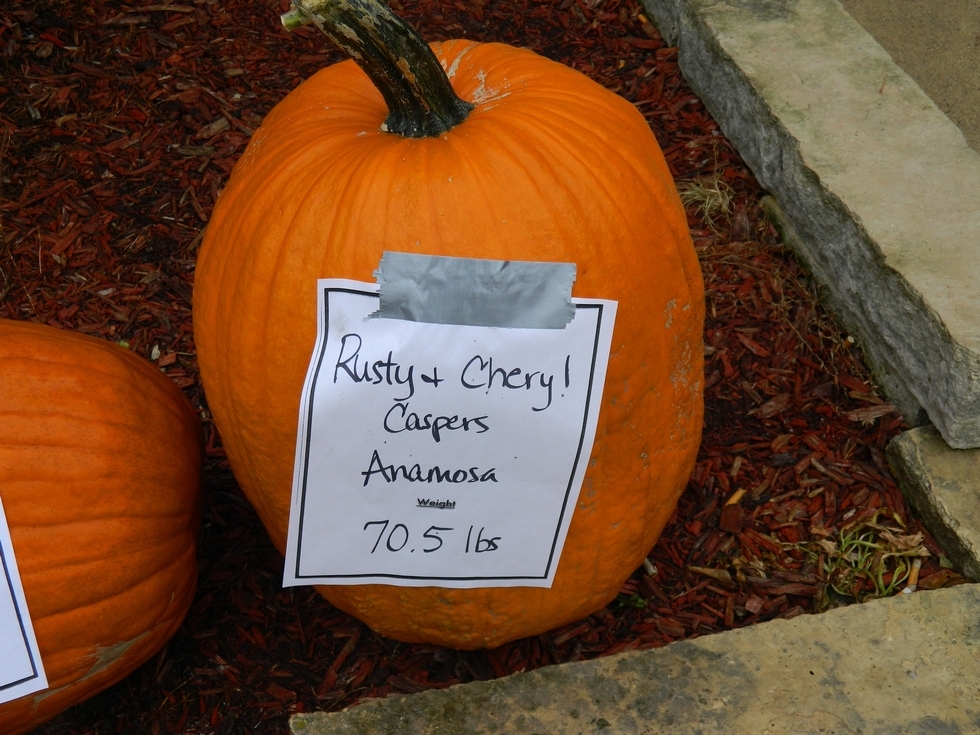 Rusty + Cheryl
Caspers
Anamosa
Weight
70.5 lbs